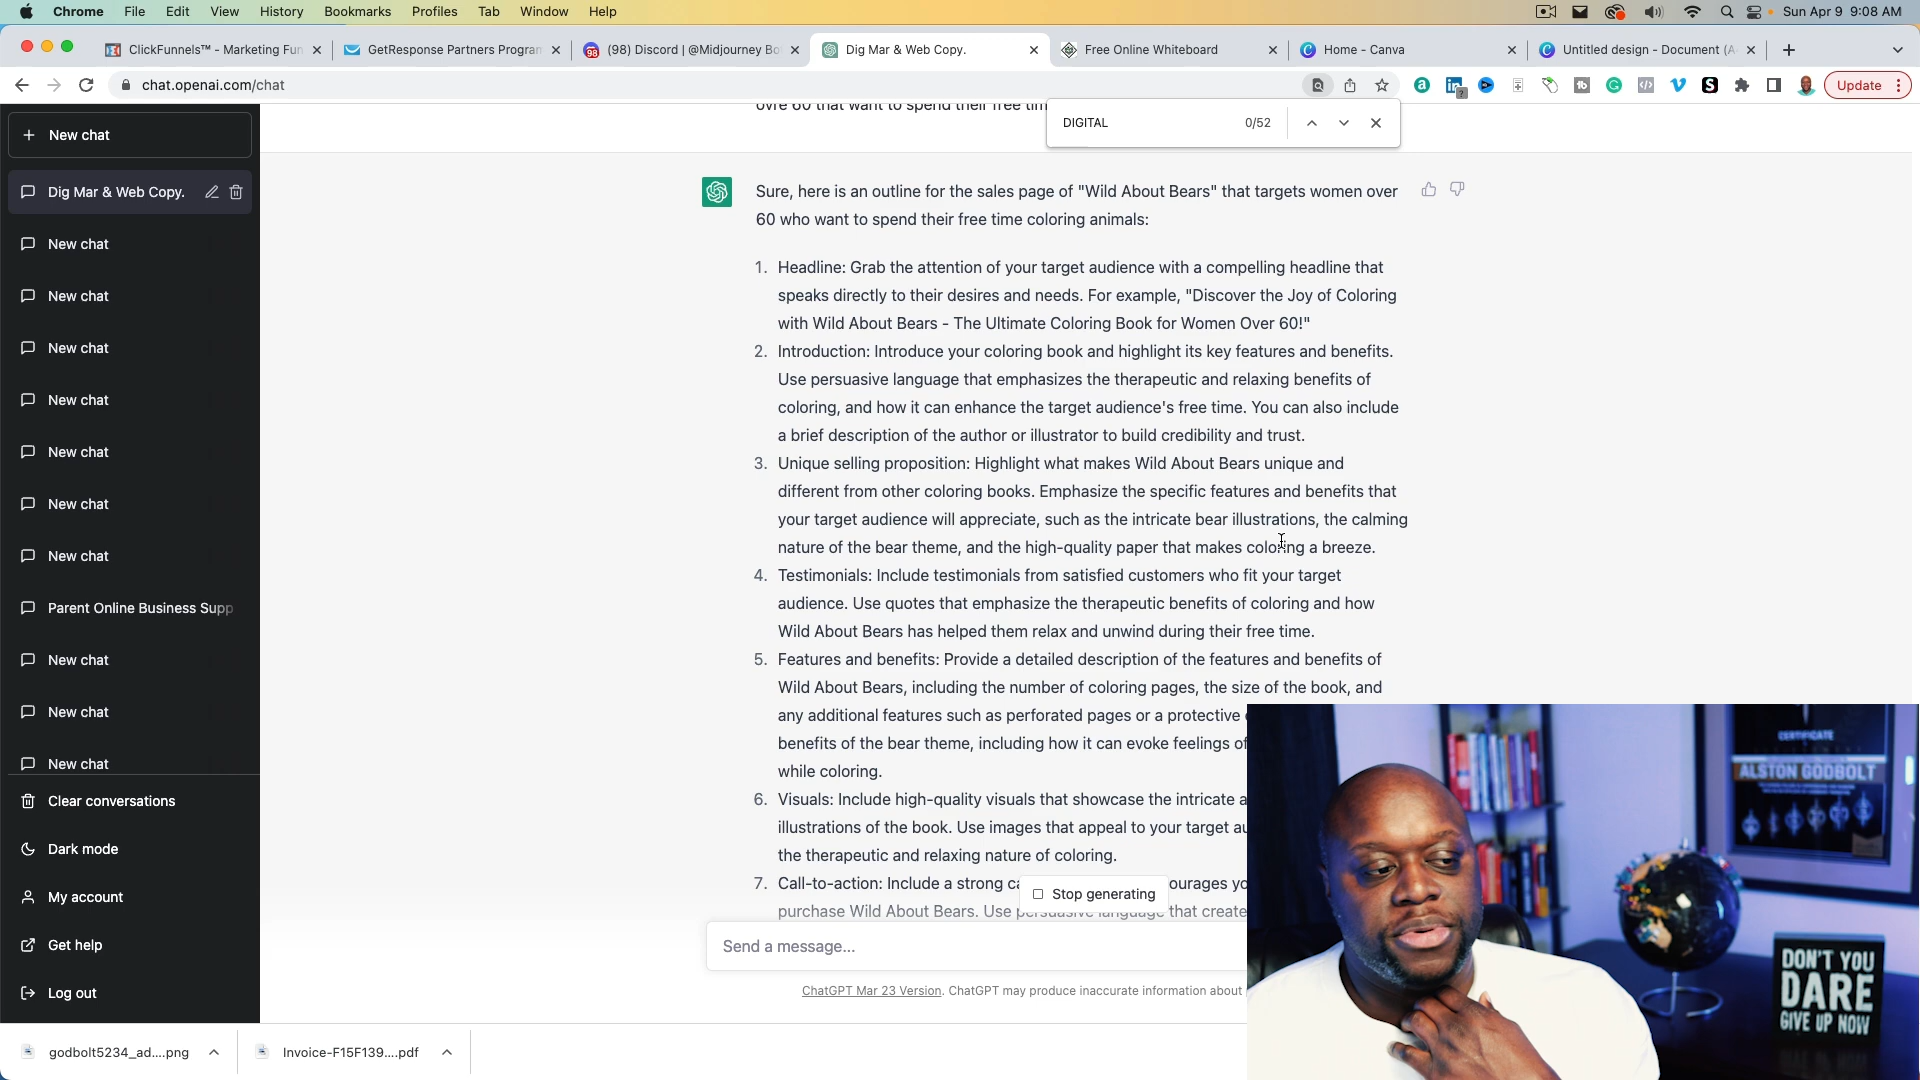 Chrome File Edit View History Bookmarks Profiles Tab Window Help Sun Apr 9 9:08 AM
ClickFunnels™ - Marketing Fun
GetResponse Partners Program
(98) Discord | @Midjourney Bo
Dig Mar & Web Copy.
Free Online Whiteboard
Home - Canva
Untitled design - Document (A
chat.openai.com/chat
Update
ovre 60 that want to spend their free tim
DIGITAL 0/52
New chat
Dig Mar & Web Copy.
New chat
New chat
New chat
New chat
New chat
New chat
New chat
Parent Online Business Supp
New chat
New chat
New chat
Clear conversations
Dark mode
My account
Get help
Log out
Sure, here is an outline for the sales page of "Wild About Bears" that targets women over
60 who want to spend their free time coloring animals:
1. Headline: Grab the attention of your target audience with a compelling headline that
speaks directly to their desires and needs. For example, "Discover the Joy of Coloring
with Wild About Bears - The Ultimate Coloring Book for Women Over 60!"
2. Introduction: Introduce your coloring book and highlight its key features and benefits.
Use persuasive language that emphasizes the therapeutic and relaxing benefits of
coloring, and how it can enhance the target audience's free time. You can also include
a brief description of the author or illustrator to build credibility and trust.
3. Unique selling proposition: Highlight what makes Wild About Bears unique and
different from other coloring books. Emphasize the specific features and benefits that
your target audience will appreciate, such as the intricate bear illustrations, the calming
nature of the bear theme, and the high-quality paper that makes coloring a breeze.
4. Testimonials: Include testimonials from satisfied customers who fit your target
audience. Use quotes that emphasize the therapeutic benefits of coloring and how
Wild About Bears has helped them relax and unwind during their free time.
5. Features and benefits: Provide a detailed description of the features and benefits of
Wild About Bears, including the number of coloring pages, the size of the book, and
any additional features such as perforated pages or a protective
benefits of the bear theme, including how it can evoke feelings of
while coloring.
6. Visuals: Include high-quality visuals that showcase the intricate a
illustrations of the book. Use images that appeal to your target au
the therapeutic and relaxing nature of coloring.
7. Call-to-action: Include a strong ca
Stop generating
ourages yo
purchase Wild About Bears. Use persuasive language that create
Send a message...
ChatGPT Mar 23 Version. ChatGPT may produce inaccurate information about
CERTIFICATE
ALSTON GODBOLT
DON'T YOU
DARE
GIVE UP NOW
godbolt5234_ad....png
Invoice-F15F139....pdf